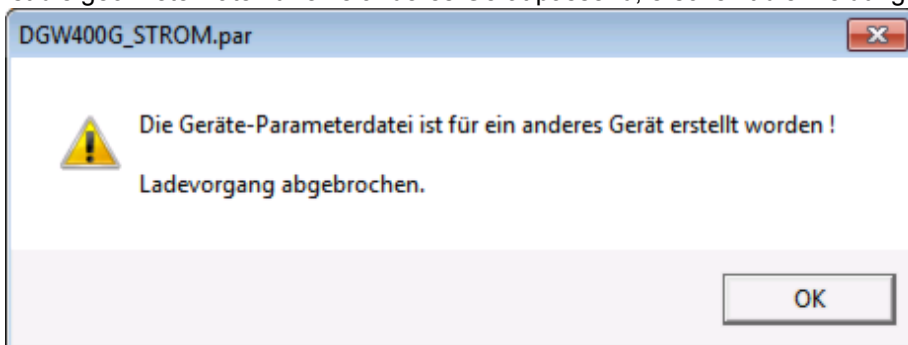 DGW400G_STROM.par
Die Geräte-Parameterdatei ist für ein anderes Gerät erstellt worden !
Ladevorgang abgebrochen.
OK